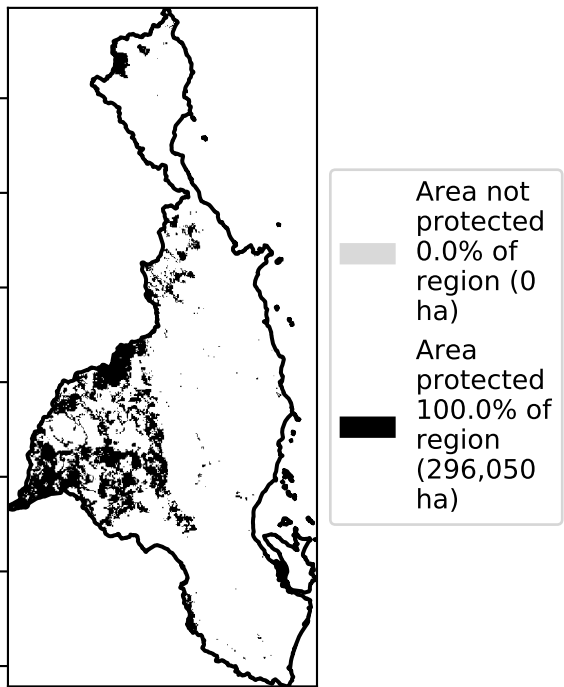 Area not
protected
0.0% of
region (0
ha)
Area
protected
100.0% of
region
(296,050
ha)